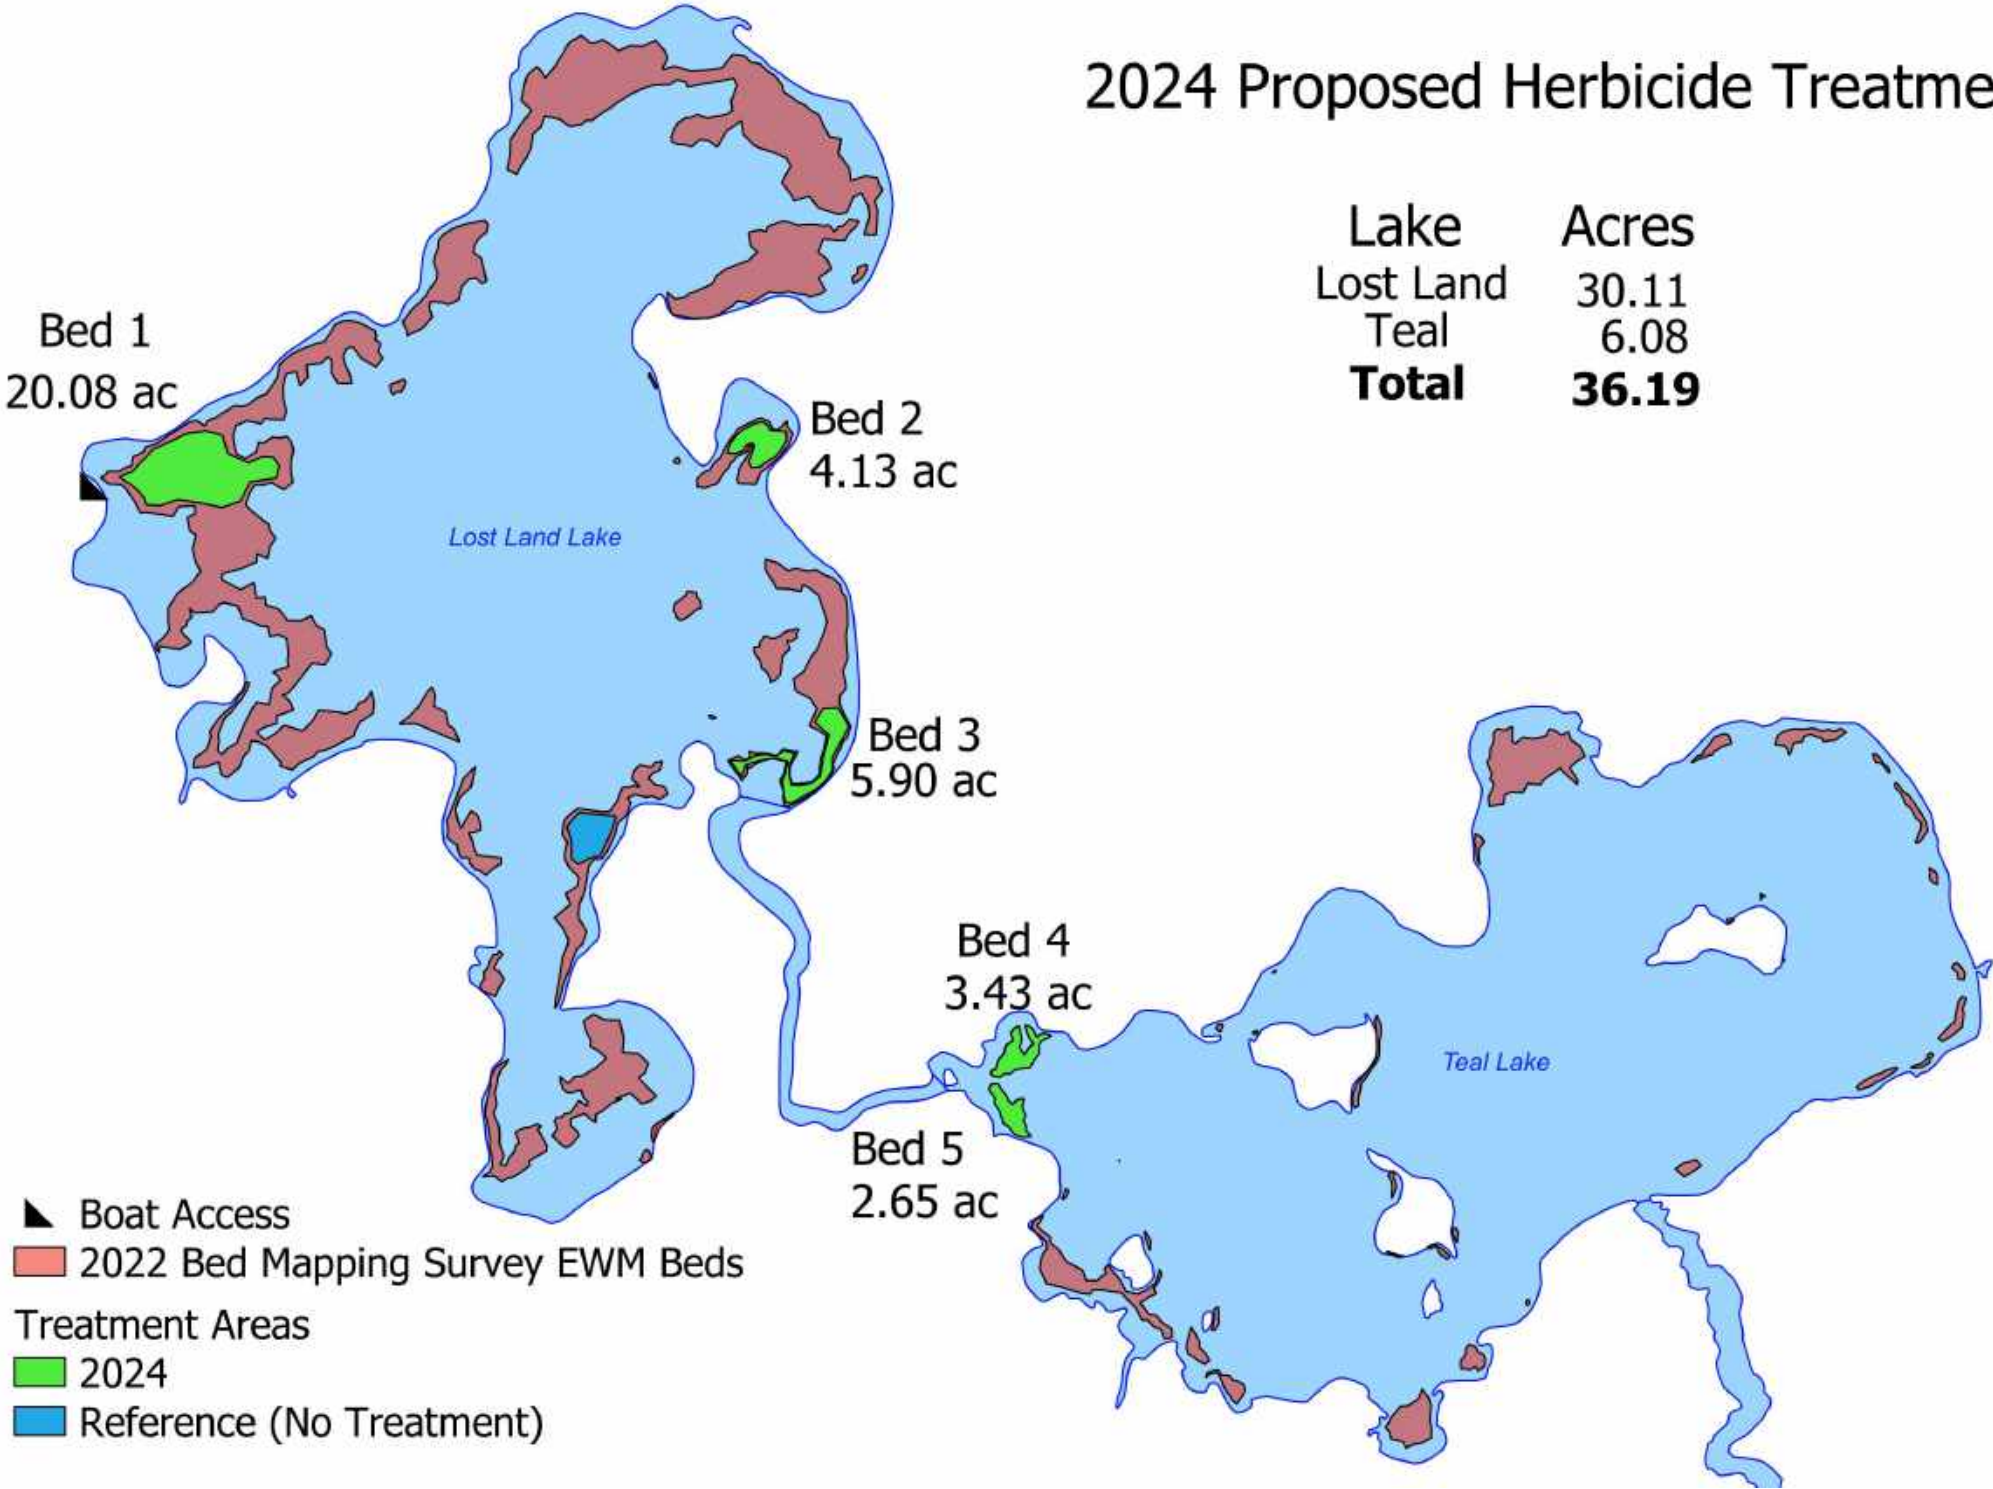 2024 Proposed Herbicide Treatme
Lake Acres
Lost Land 30.11
Teal 6.08
Total 36.19
Bed 1
20.08 ac
Bed 2
4.13 ac
Lost Land Lake
Bed 3
5.90 ac
Bed 4
3.43 ac
Teal Lake
Bed 5
2.65 ac
Boat Access
2022 Bed Mapping Survey EWM Beds
Treatment Areas
2024
Reference (No Treatment)